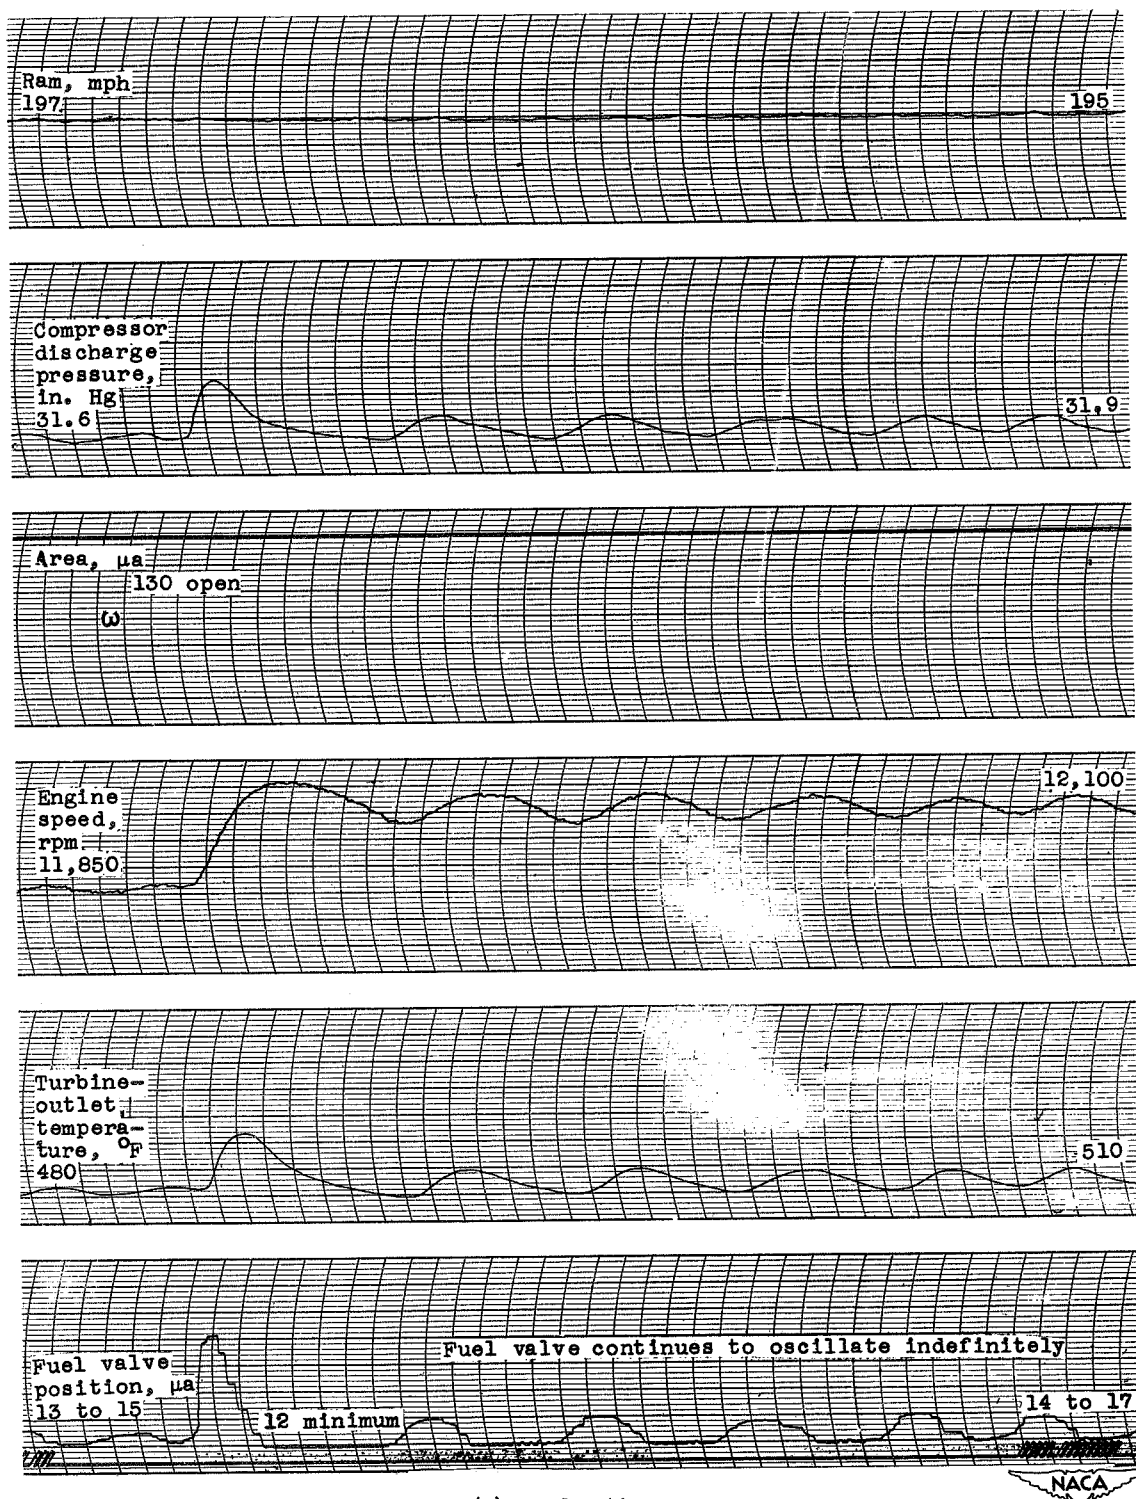 Ram, mph
197
195
Compressor
discharge
pressure,
in. Hg
31.6
31.9
Area, μa
130 open
ω
Engine
speed,
rpm
11,850
12,100
Turbine-
outlet
tempera-
ture, °F
480
510
Fuel valve continues to oscillate indefinitely
Fuel valve
position, μa
13 to 15
12 minimum
14 to 17
NACA